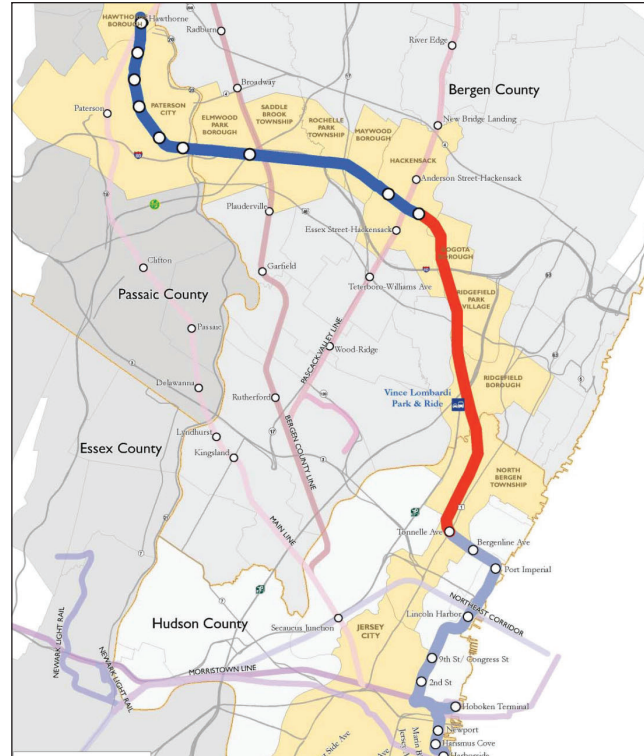 HAWTHORNE
BOROUGH
Hawthorne
Radburn
River Edge
Bergen County
Broadway
Paterson
PATERSON
CITY
ELMWOOD
PARK
BOROUGH
SADDLE
BROOK
TOWNSHIP
ROCHELLE
PARK
TOWNSHIP
MAYWOOD
BOROUGH
New Bridge Landing
HACKENSACK
Anderson Street-Hackensack
Plauderville
Essex Street-Hackensack
BOGOTA
BOROUGH
Clifton
Garfield
Teterboro-Williams Ave
RIDGEFIELD
PARK
VILLAGE
Passaic County
Passaic
Wood-Ridge
PASCACK VALLEY LINE
RIDGEFIELD
BOROUGH
Delawanna
Rutherford
Vince Lombardi
Park & Ride
BERGEN COUNTY LINE
Lyndhurst
Essex County
Kingsland
NORTH
BERGEN
TOWNSHIP
MAIN LINE
Tonnelle Ave
Bergenline Ave
Port Imperial
NEWARK LIGHT RAIL
Hudson County
Secaucus Junction
Lincoln Harbor
NORTHEAST CORRIDOR
JERSEY
CITY
NEWARK LIGHT RAIL
MORRISTOWN LINE
9th St/ Congress St
2nd St
Hoboken Terminal
Newport
Harsimus Cove
Harborside